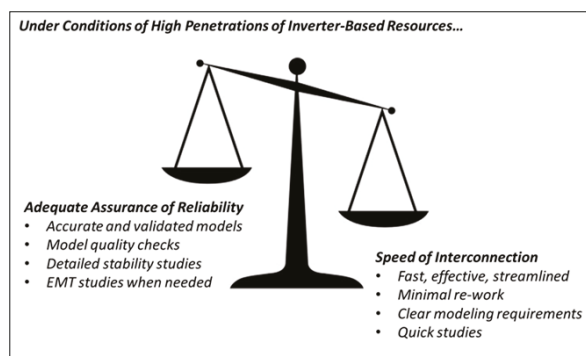 Under Conditions of High Penetrations of Inverter-Based Resources...
Adequate Assurance of Reliability
• Accurate and validated models
• Model quality checks
• Detailed stability studies
• EMT studies when needed
Speed of Interconnection
• Fast, effective, streamlined
• Minimal re-work
• Clear modeling requirements
• Quick studies